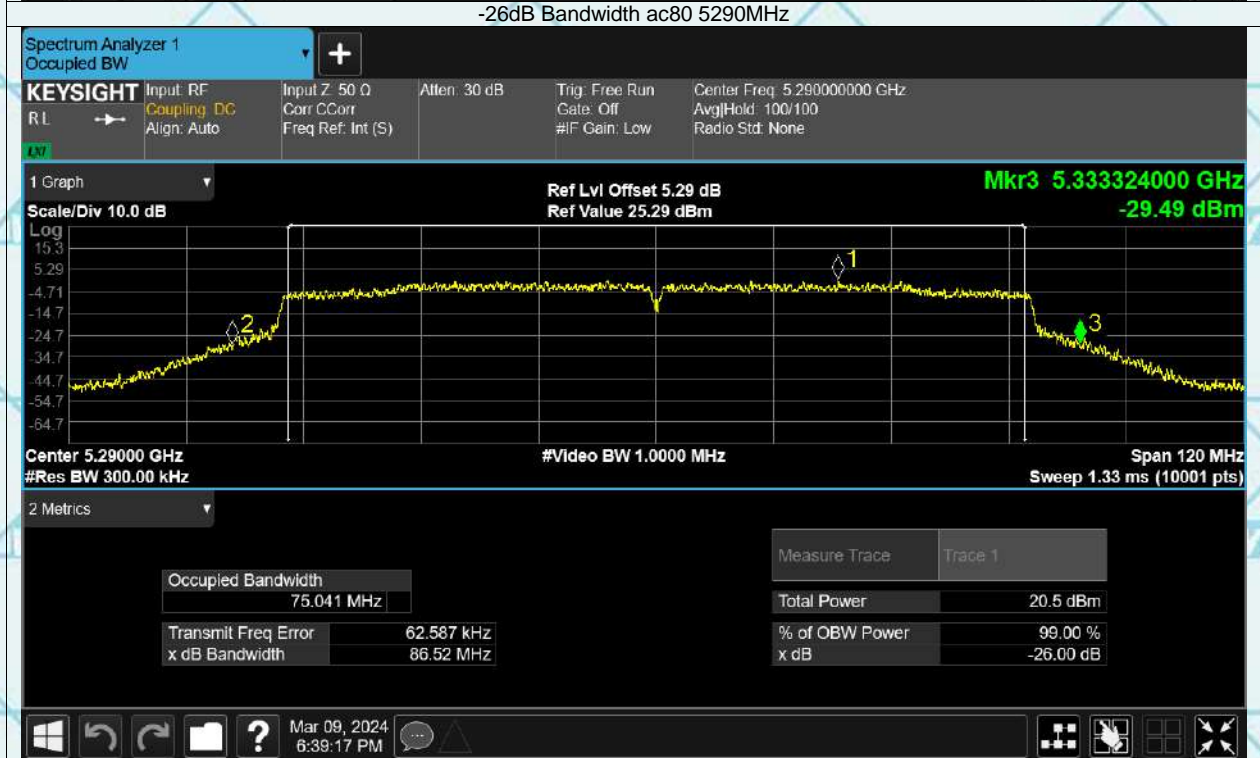 -26dB Bandwidth ac80 5290MHz
Spectrum Analyzer 1
Occupied BW
+
KEYSIGHT Input: RF Input Z: 50 Ω Atten: 30 dB Trig: Free Run Center Freq: 5.290000000 GHz
RL Coupling: DC Corr CCorr Gate: Off Avg|Hold: 100/100
Align: Auto Freq Ref: Int (S) #IF Gain: Low Radio Std: None
LXI
1 Graph Ref Lvl Offset 5.29 dB Mkr3 5.333324000 GHz
Scale/Div 10.0 dB Ref Value 25.29 dBm -29.49 dBm
Log
15.3
5.29
-4.71
-14.7
-24.7
-34.7
-44.7
-54.7
-64.7
1
2
3
Center 5.29000 GHz #Video BW 1.0000 MHz Span 120 MHz
#Res BW 300.00 kHz Sweep 1.33 ms (10001 pts)
2 Metrics
Measure Trace Trace 1
Occupied Bandwidth
75.041 MHz Total Power 20.5 dBm
Transmit Freq Error 62.587 kHz % of OBW Power 99.00 %
x dB Bandwidth 86.52 MHz x dB -26.00 dB
? Mar 09, 2024
6:39:17 PM